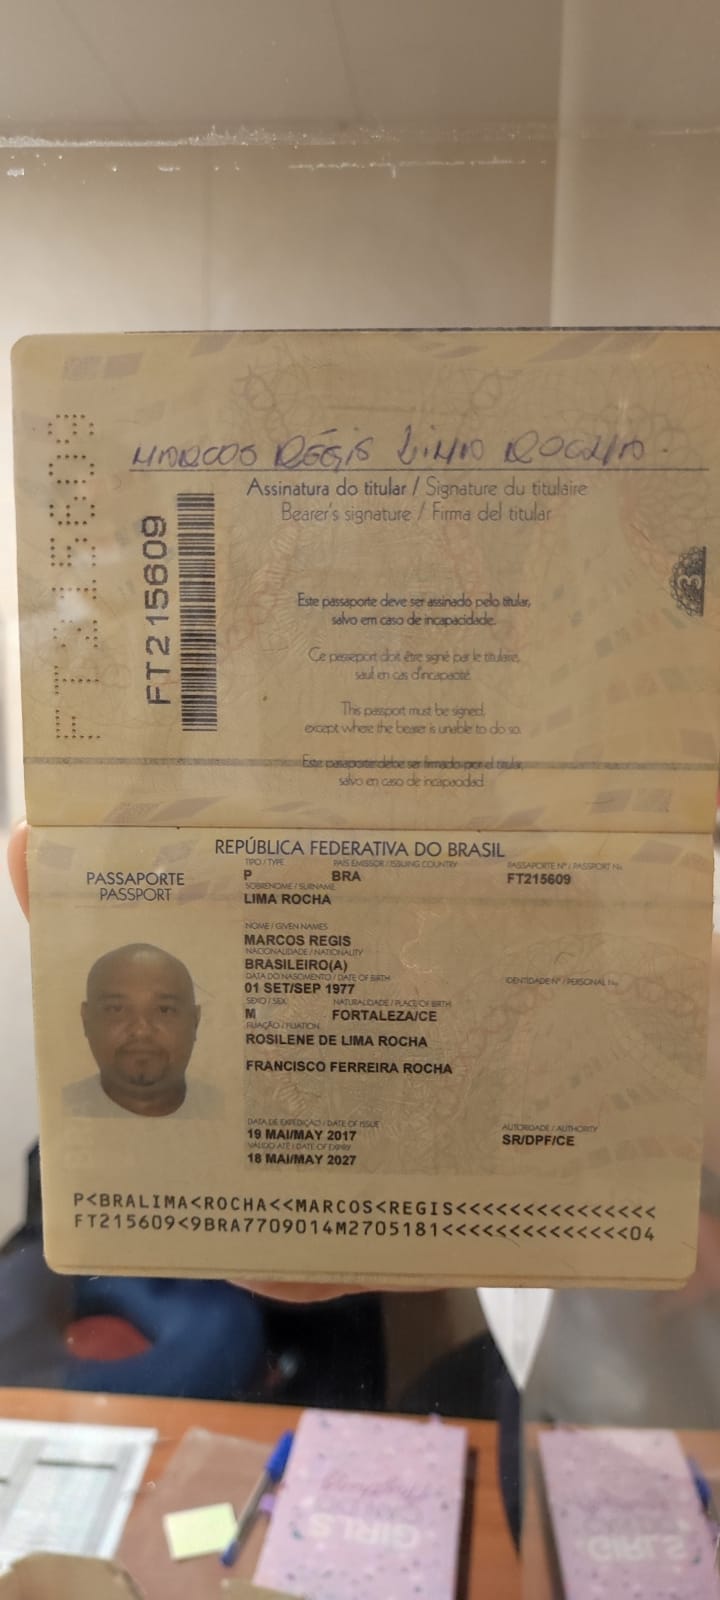 MARCOS RÉGIS LIMA ROCHA.
Assinatura do titular / Signature du titulaire
Bearer's signature / Firma del titular
FT215609
FT215609
3
Este passaporte deve ser assinado pelo titular,
salvo em caso de incapacidade.
Ce passeport doit être signé par le titulaire,
sauf en cas d'incapacité.
This passport must be signed,
except where the bearer is unable to do so.
Este pasaporte debe ser firmado por el titular,
salvo en caso de incapacidad.
REPÚBLICA FEDERATIVA DO BRASIL
PASSAPORTE
PASSPORT
TIPO / TYPE PAÍS EMISSOR / ISSUING COUNTRY PASSAPORTE Nº / PASSPORT No.
P BRA FT215609
SOBRENOME / SURNAME
LIMA ROCHA
NOME / GIVEN NAMES
MARCOS REGIS
NACIONALIDADE / NATIONALITY
BRASILEIRO(A)
DATA DO NASCIMENTO / DATE OF BIRTH IDENTIDADE Nº / PERSONAL No.
01 SET/SEP 1977
SEXO / SEX NATURALIDADE / PLACE OF BIRTH
M FORTALEZA/CE
FILIAÇÃO / FILIATION
ROSILENE DE LIMA ROCHA
FRANCISCO FERREIRA ROCHA
DATA DE EXPEDIÇÃO / DATE OF ISSUE AUTORIDADE / AUTHORITY
19 MAI/MAY 2017 SR/DPF/CE
VÁLIDO ATÉ / DATE OF EXPIRY
18 MAI/MAY 2027
P<BRALIMA<ROCHA<<MARCOS<REGIS<<<<<<<<<<<<<<<
FT215609<9BRA7709014M2705181<<<<<<<<<<<<<<04
GIRLS
GIRLS